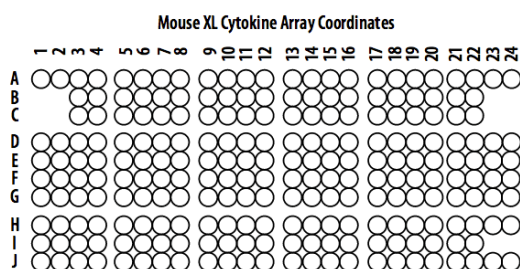 Mouse XL Cytokine Array Coordinates
1 2 3 4 5 6 7 8 9 10 11 12 13 14 15 16 17 18 19 20 21 22 23 24
A
B
C
D
E
F
G
H
I
J